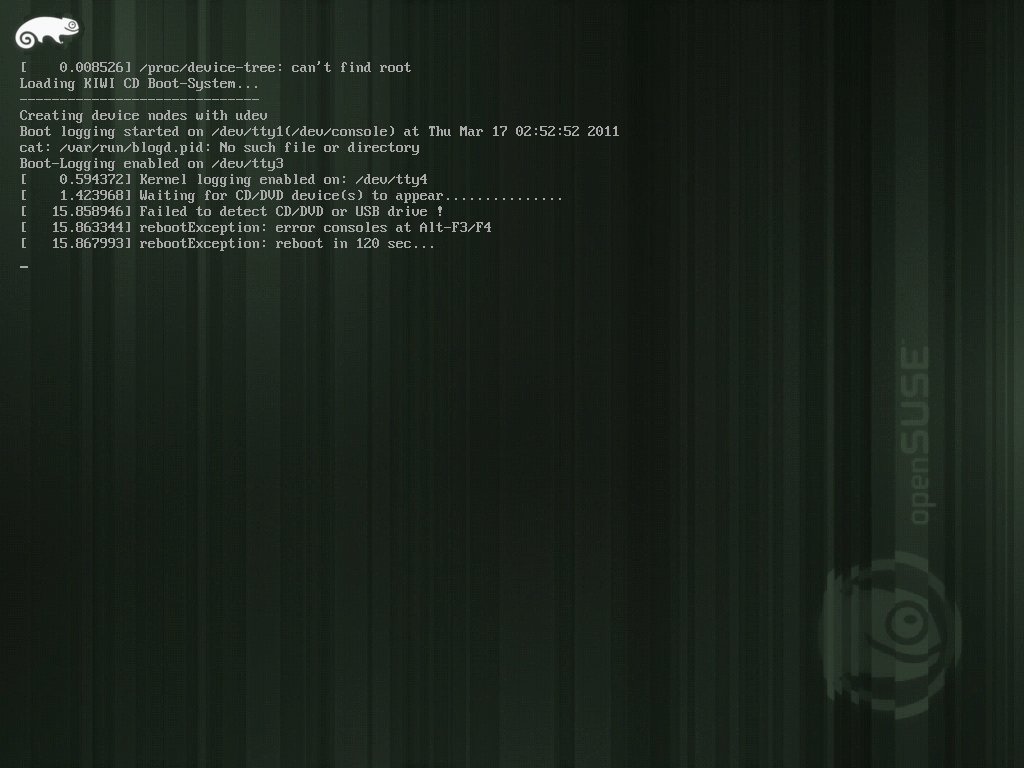 [    0.008526] /proc/device-tree: can't find root
Loading KIWI CD Boot-System...
------------------------------
Creating device nodes with udev
Boot logging started on /dev/tty1(/dev/console) at Thu Mar 17 02:52:52 2011
cat: /var/run/blogd.pid: No such file or directory
Boot-Logging enabled on /dev/tty3
[    0.594372] Kernel logging enabled on: /dev/tty4
[    1.423968] Waiting for CD/DVD device(s) to appear...............
[   15.858946] Failed to detect CD/DVD or USB drive !
[   15.863344] rebootException: error consoles at Alt-F3/F4
[   15.867993] rebootException: reboot in 120 sec...
openSUSE